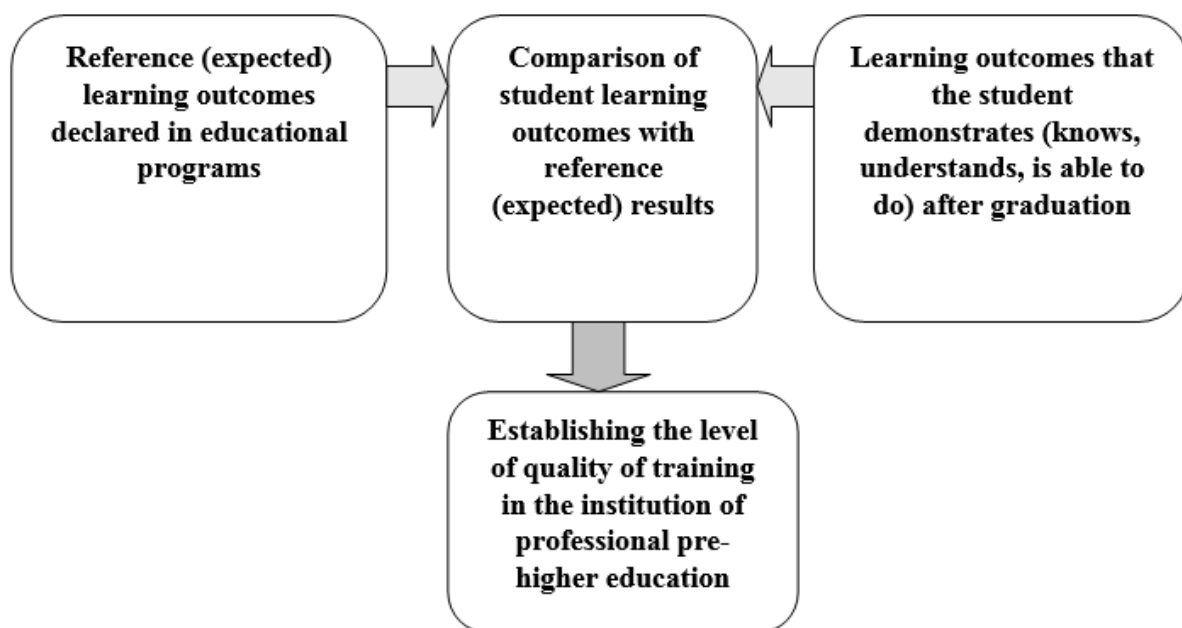 Reference (expected)
learning outcomes
declared in educational
programs
Comparison of
student learning
outcomes with
reference
(expected) results
Learning outcomes that
the student
demonstrates (knows,
understands, is able to
do) after graduation
Establishing the level
of quality of training
in the institution of
professional pre-
higher education